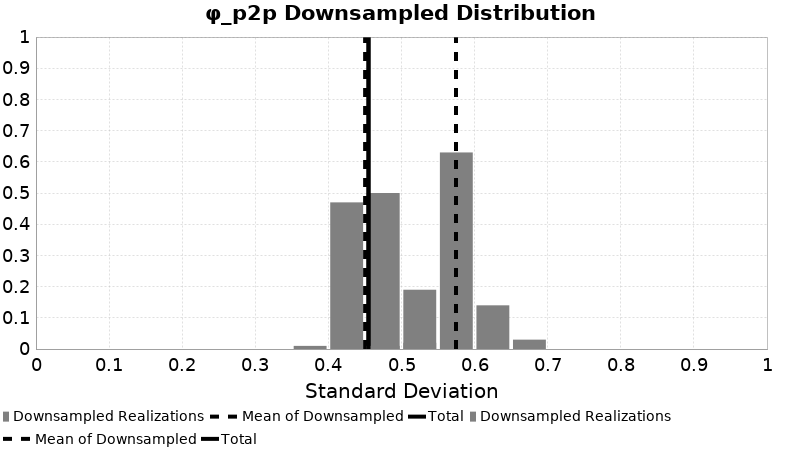 φ_p2p Downsampled Distribution
1
0.9
0.8
0.7
0.6
0.5
0.4
0.3
0.2
0.1
0
0 0.1 0.2 0.3 0.4 0.5 0.6 0.7 0.8 0.9 1
Standard Deviation
Downsampled Realizations Mean of Downsampled Total Downsampled Realizations
Mean of Downsampled Total